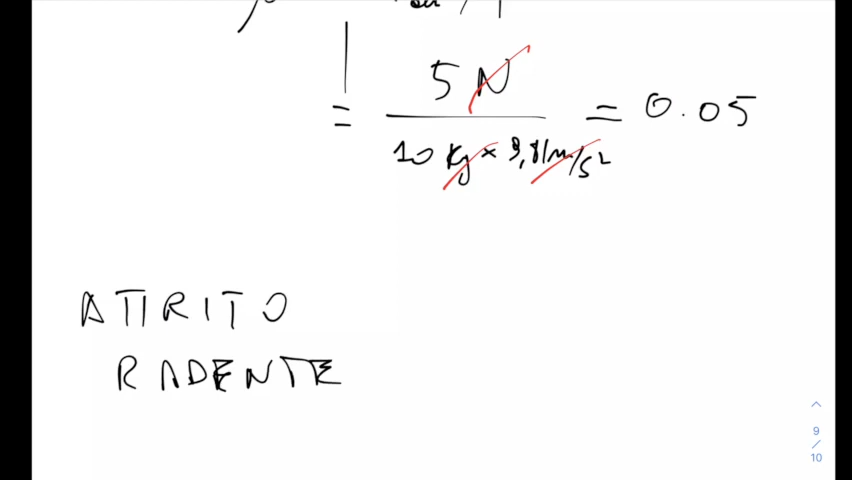 = 5 N / 10 kg × 9,81 m/s² = 0.05
ATTRITO
RADENTE
9
/
10